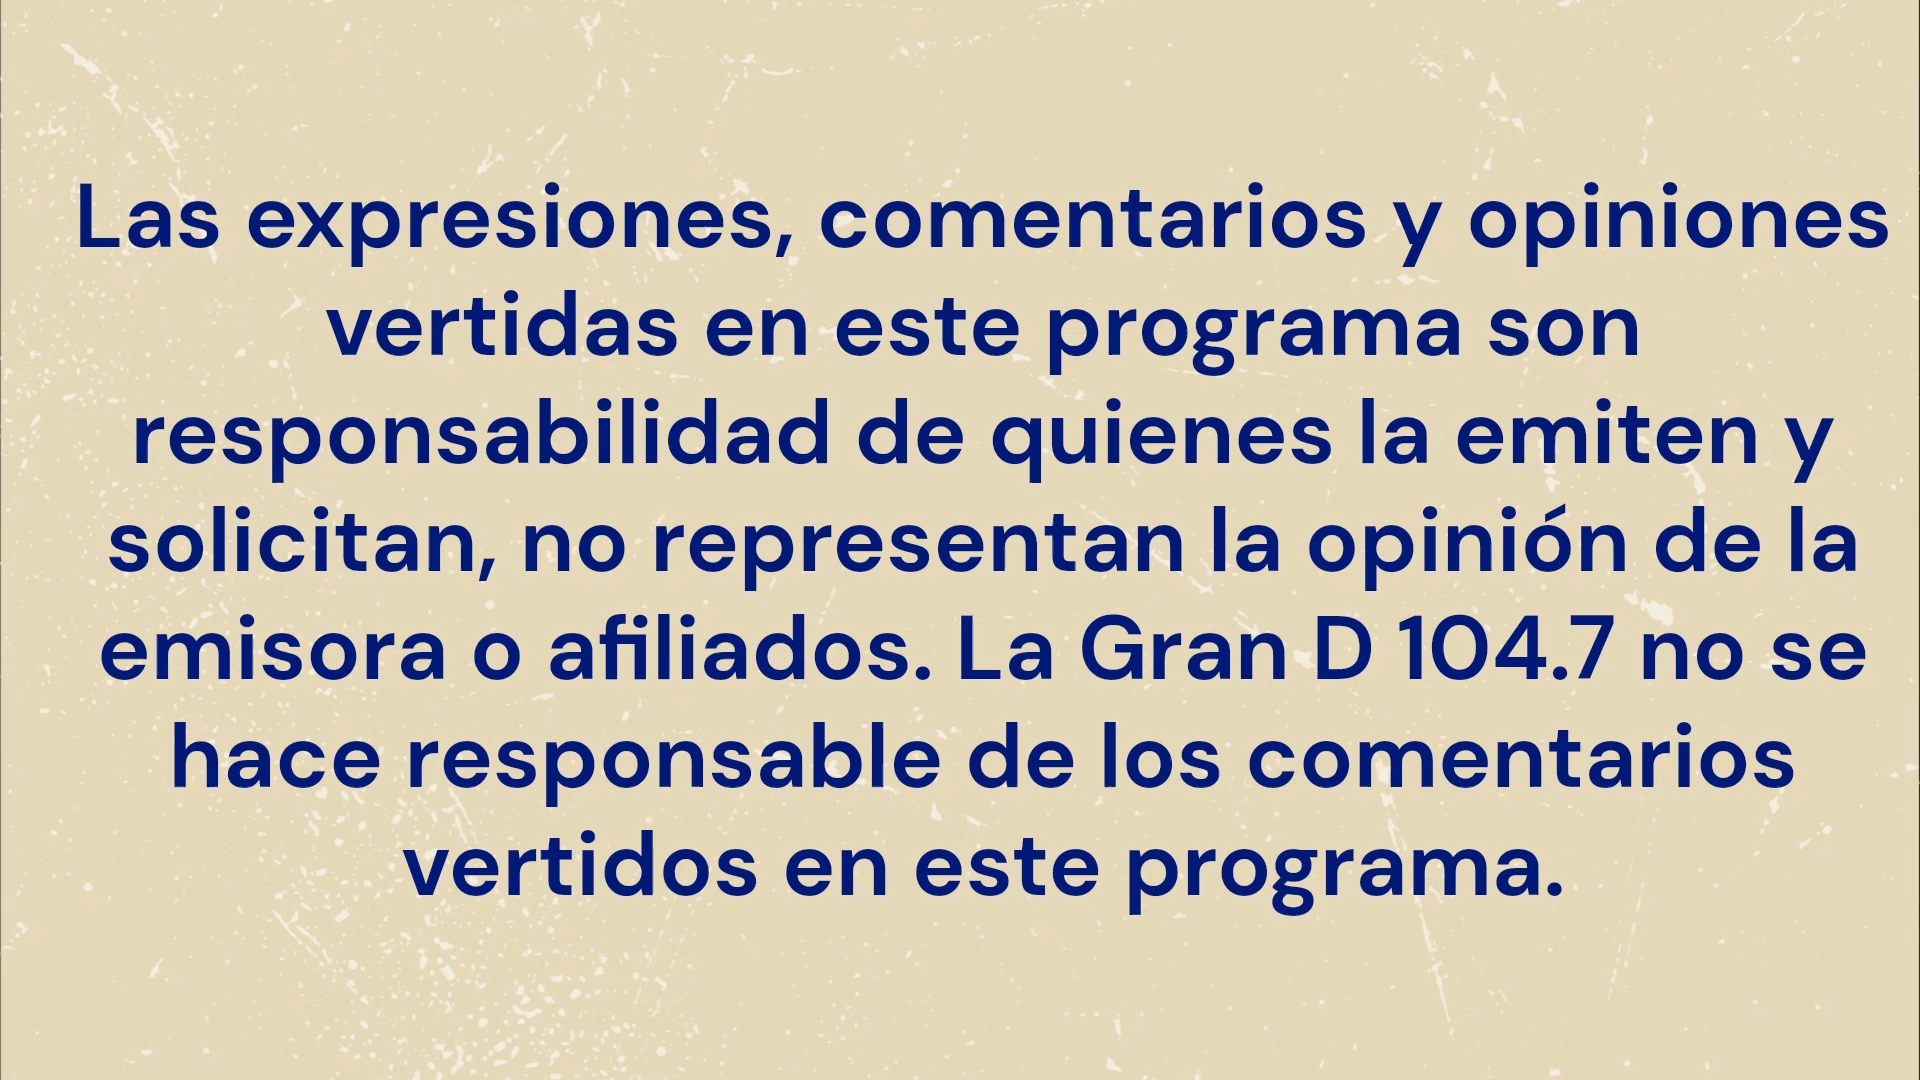 Las expresiones, comentarios y opiniones
vertidas en este programa son
responsabilidad de quienes la emiten y
solicitan, no representan la opinión de la
emisora o afiliados. La Gran D 104.7 no se
hace responsable de los comentarios
vertidos en este programa.